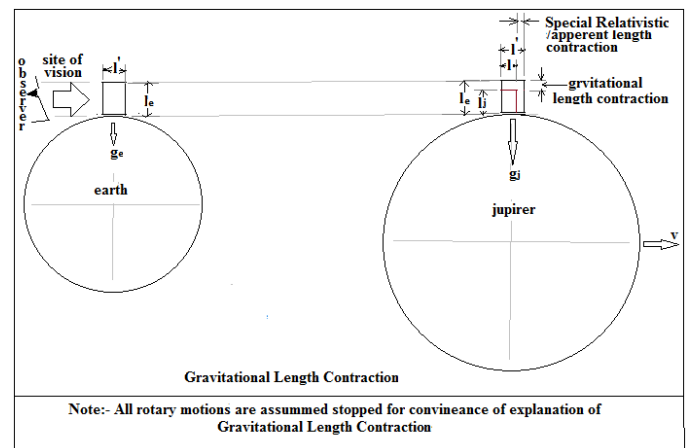 Special Relativistic
/apperent length
contraction
site of
vision
observer
l'
le
ge
earth
l'
l
le
lj
grvitational
length contraction
gj
jupirer
v
Gravitational Length Contraction
Note:- All rotary motions are assummed stopped for convineance of explanation of
Gravitational Length Contraction